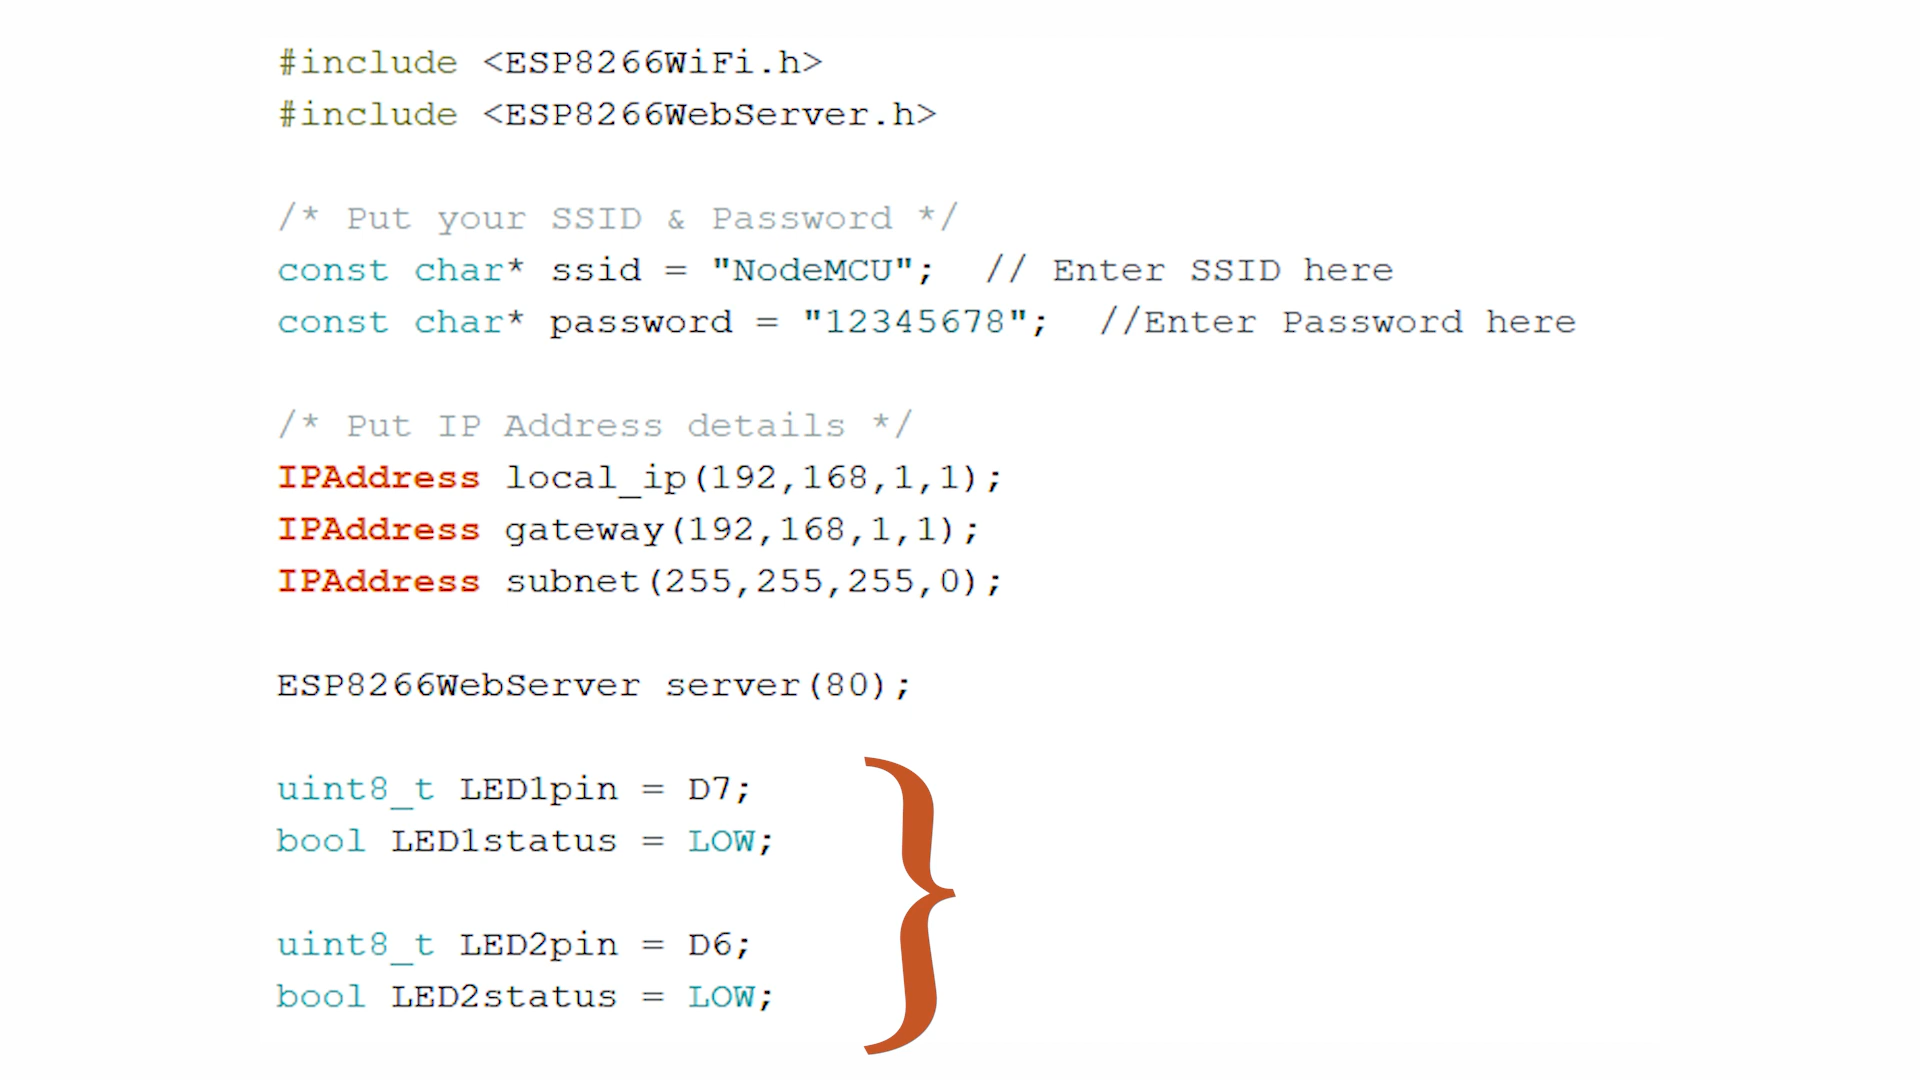 #include <ESP8266WiFi.h>
#include <ESP8266WebServer.h>
/* Put your SSID & Password */
const char* ssid = "NodeMCU";  // Enter SSID here
const char* password = "12345678";  //Enter Password here
/* Put IP Address details */
IPAddress local_ip(192,168,1,1);
IPAddress gateway(192,168,1,1);
IPAddress subnet(255,255,255,0);
ESP8266WebServer server(80);
uint8_t LED1pin = D7;
bool LED1status = LOW;
uint8_t LED2pin = D6;
bool LED2status = LOW;